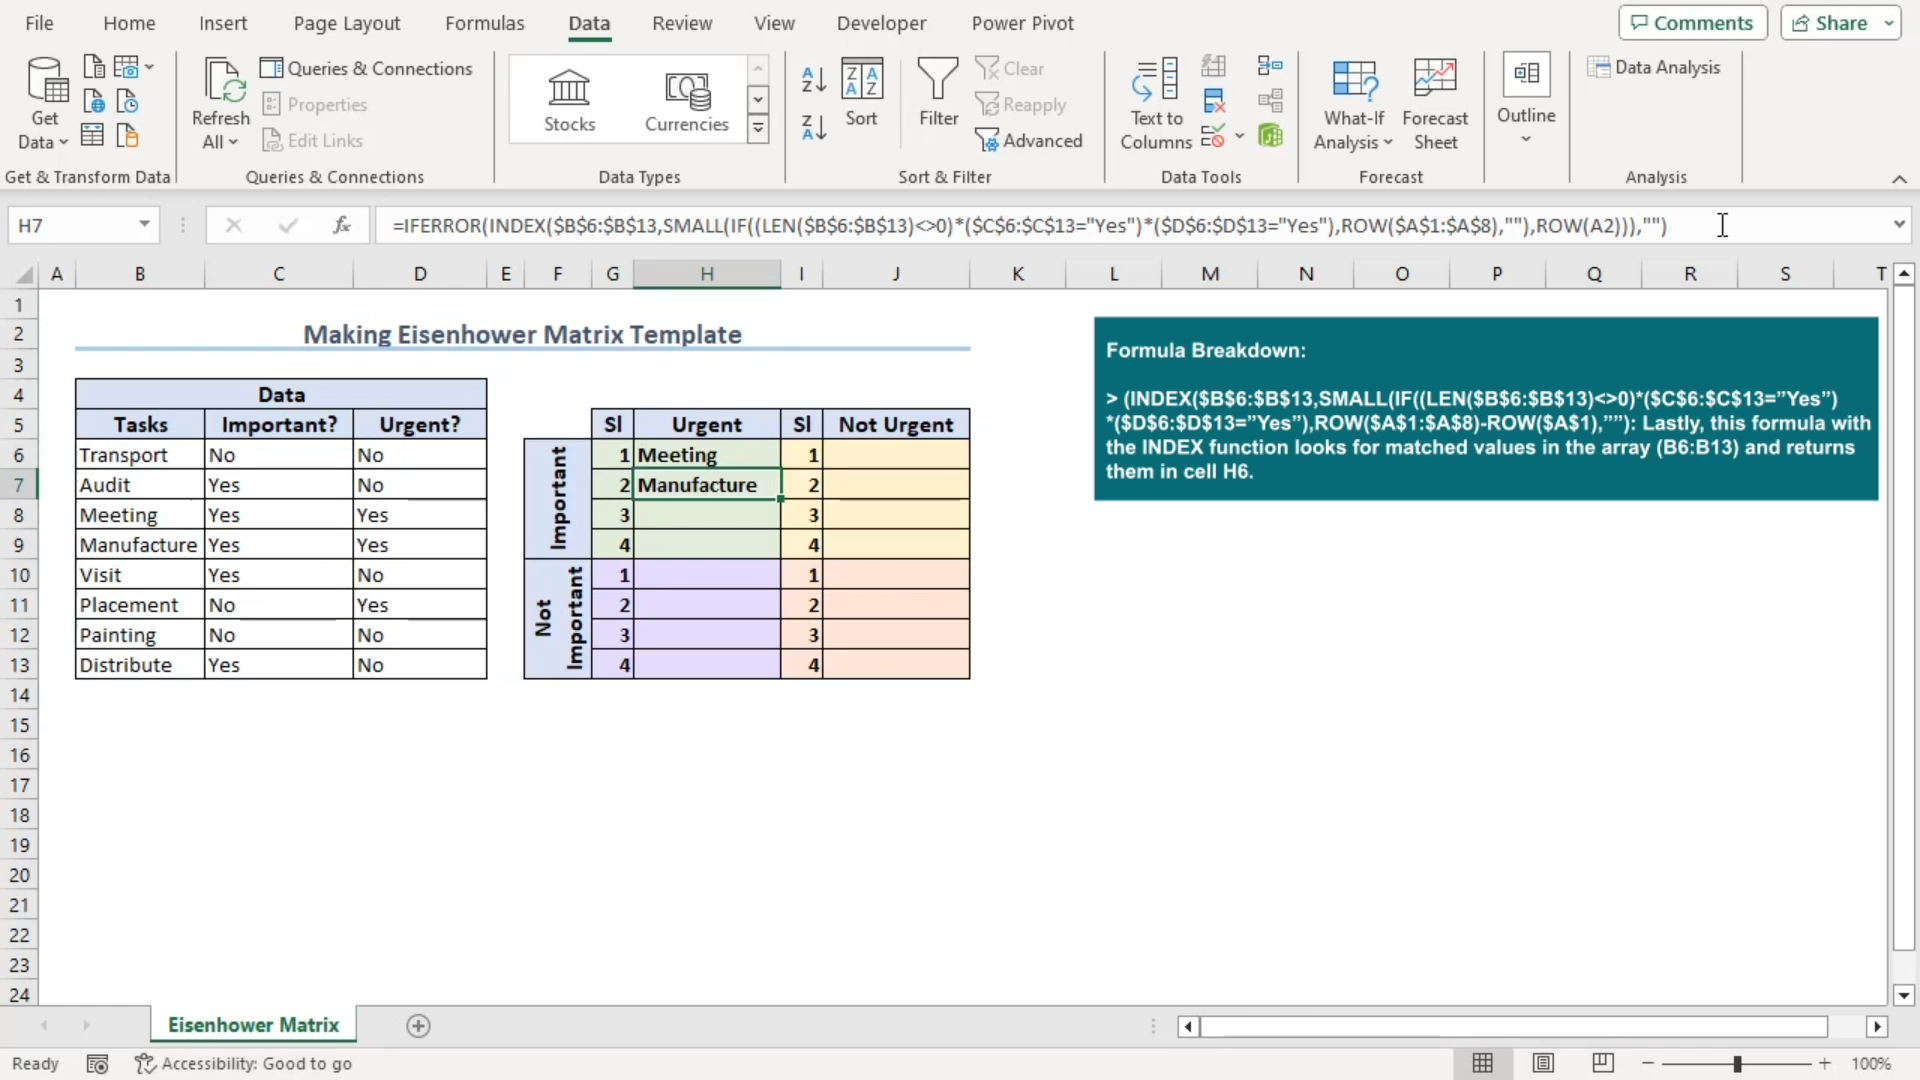 File Home Insert Page Layout Formulas Data Review View Developer Power Pivot Comments Share
Get Data
Refresh All
Queries & Connections
Properties
Edit Links
Stocks
Currencies
Sort
Filter
Clear
Reapply
Advanced
Text to Columns
What-If Analysis
Forecast Sheet
Outline
Data Analysis
Get & Transform Data Queries & Connections Data Types Sort & Filter Data Tools Forecast Analysis
H7 fx =IFERROR(INDEX($B$6:$B$13,SMALL(IF((LEN($B$6:$B$13)<>0)*($C$6:$C$13="Yes")*($D$6:$D$13="Yes"),ROW($A$1:$A$8),""),ROW(A2))),"")
A B C D E F G H I J K L M N O P Q R S T
1
2 Making Eisenhower Matrix Template
3
4 Data
5 Tasks Important? Urgent? Sl Urgent Sl Not Urgent
6 Transport No No 1 Meeting 1
7 Audit Yes No 2 Manufacture 2
8 Meeting Yes Yes 3 3
9 Manufacture Yes Yes 4 4
Important
10 Visit Yes No 1 1
11 Placement No Yes 2 2
12 Painting No No 3 3
13 Distribute Yes No 4 4
Not
Important
14
15
16
17
18
19
20
21
22
23
24
Formula Breakdown:
> (INDEX($B$6:$B$13,SMALL(IF((LEN($B$6:$B$13)<>0)*($C$6:$C$13=”Yes”)
*($D$6:$D$13=”Yes”),ROW($A$1:$A$8)-ROW($A$1),””): Lastly, this formula with
the INDEX function looks for matched values in the array (B6:B13) and returns
them in cell H6.
Eisenhower Matrix
Ready Accessibility: Good to go 100%